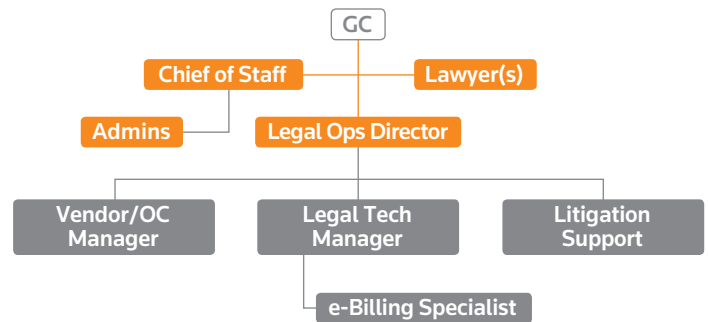 GC
Chief of Staff
Lawyer(s)
Admins
Legal Ops Director
Vendor/OC
Manager
Legal Tech
Manager
Litigation
Support
e-Billing Specialist